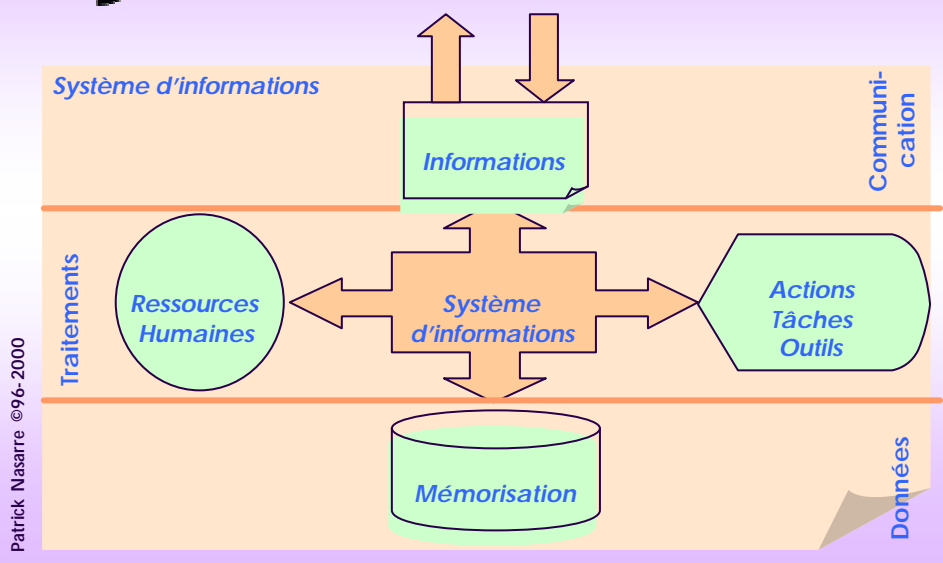 Système d'informations
Communi-
cation
Informations
Traitements
Ressources
Humaines
Système
d'informations
Actions
Tâches
Outils
Mémorisation
Données
Patrick Nasarre ©96-2000